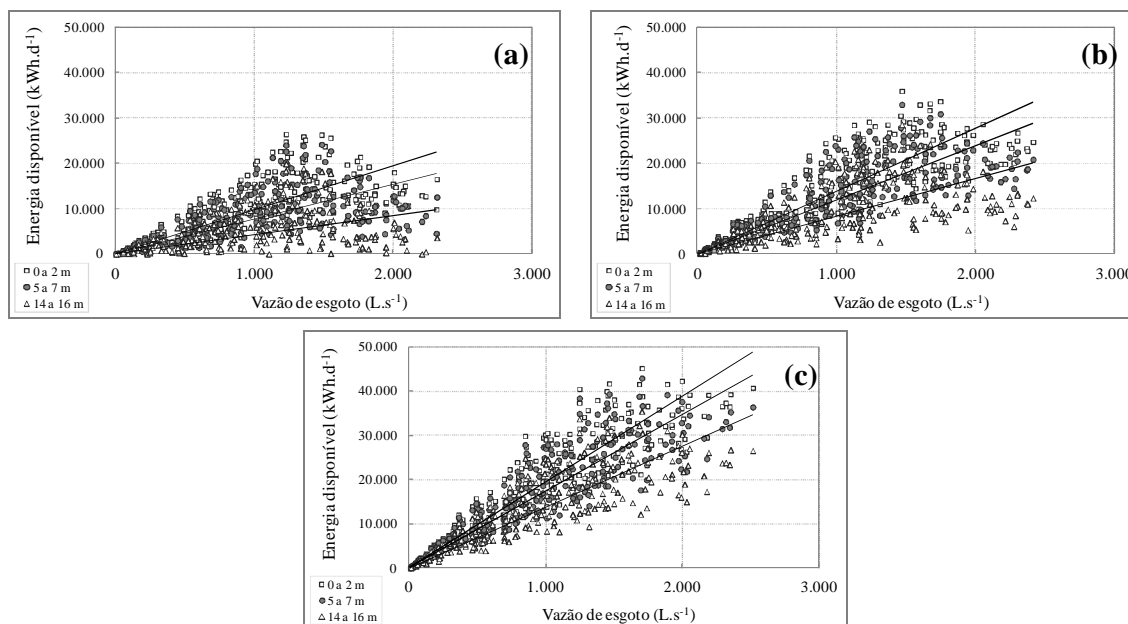 (a)
Energia disponível (kWh.d-1)
50.000
40.000
30.000
20.000
10.000
0
0
1.000
2.000
3.000
Vazão de esgoto (L.s-1)
0 a 2 m
5 a 7 m
14 a 16 m
(b)
Energia disponível (kWh.d-1)
50.000
40.000
30.000
20.000
10.000
0
0
1.000
2.000
3.000
Vazão de esgoto (L.s-1)
0 a 2 m
5 a 7 m
14 a 16 m
(c)
Energia disponível (kWh.d-1)
50.000
40.000
30.000
20.000
10.000
0
0
1.000
2.000
3.000
Vazão de esgoto (L.s-1)
0 a 2 m
5 a 7 m
14 a 16 m